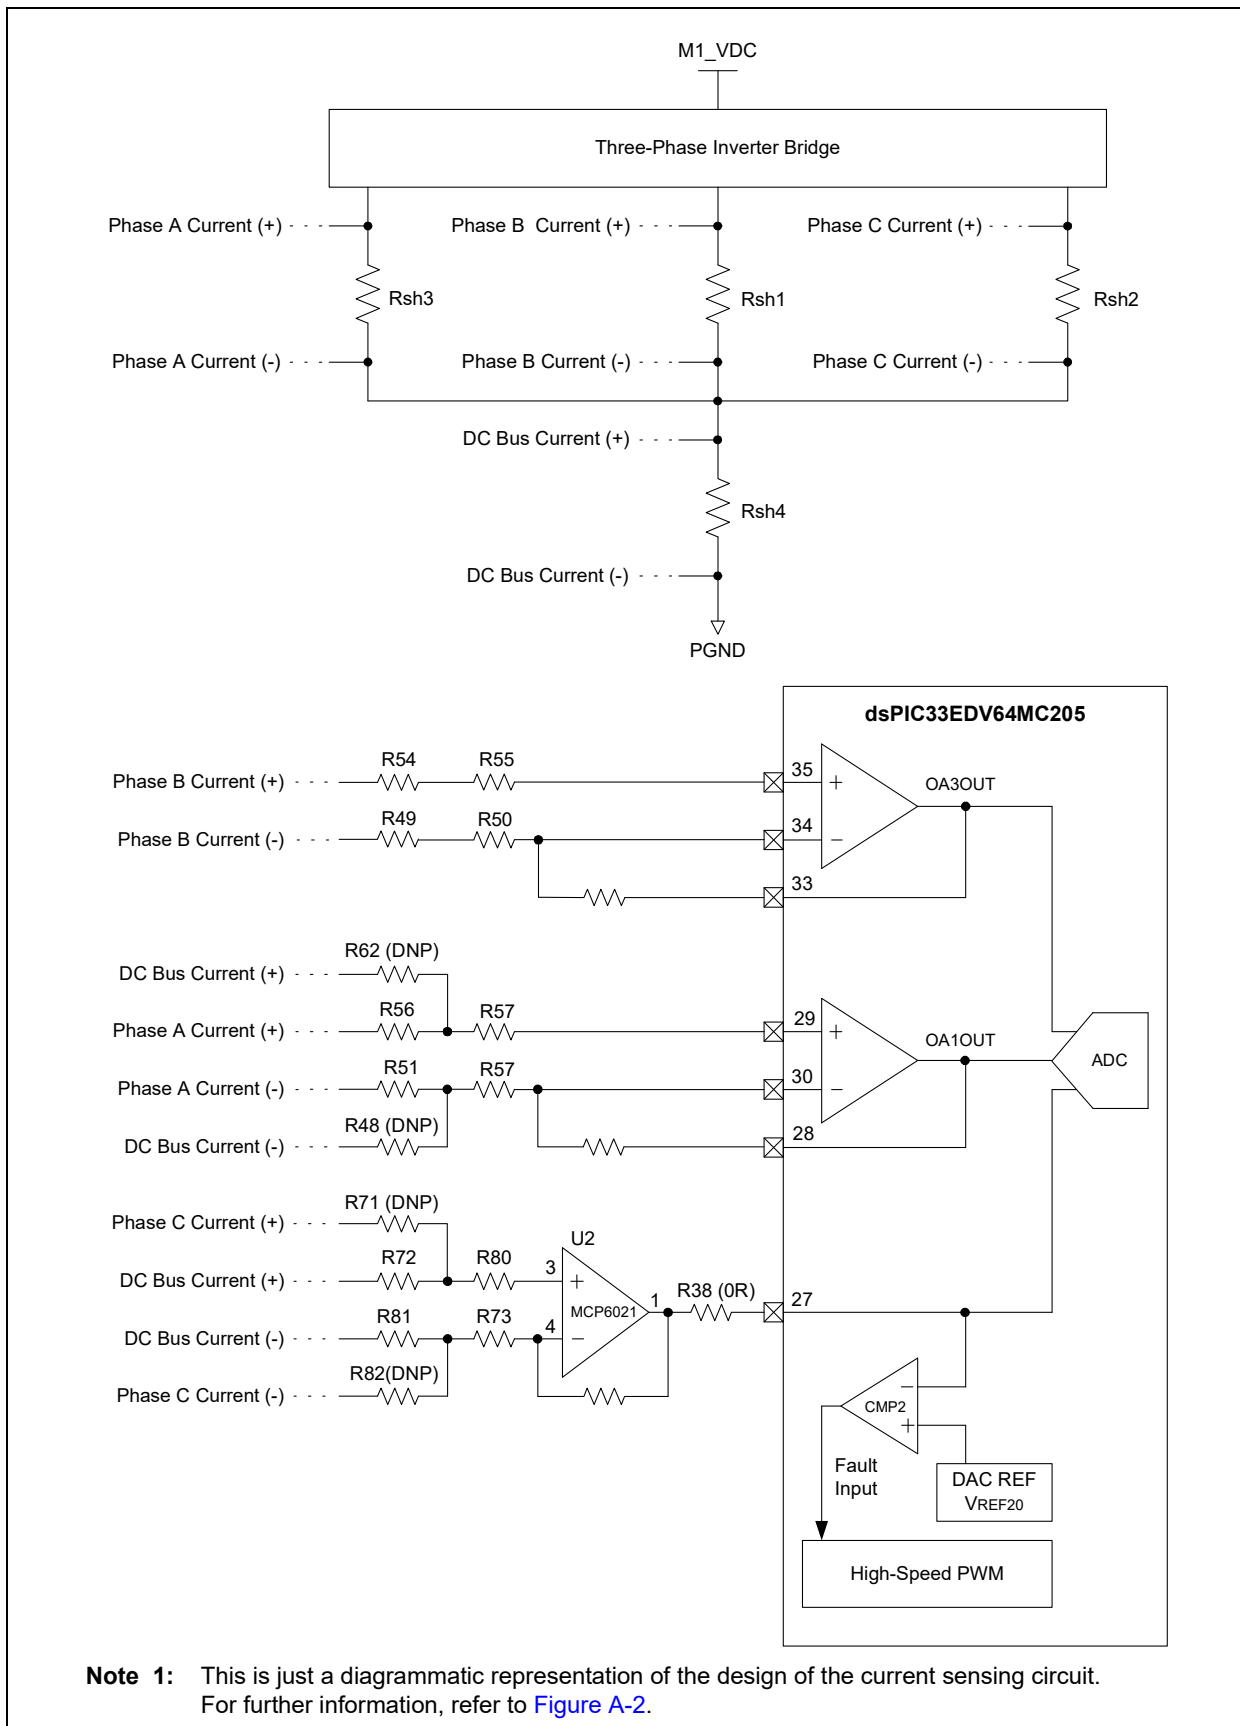 M1_VDC
Three-Phase Inverter Bridge
Phase A Current (+)
Phase B Current (+)
Phase C Current (+)
Rsh3
Rsh1
Rsh2
Phase A Current (-)
Phase B Current (-)
Phase C Current (-)
DC Bus Current (+)
Rsh4
DC Bus Current (-)
PGND
dsPIC33EDV64MC205
Phase B Current (+)
R54
R55
35
+
OA3OUT
Phase B Current (-)
R49
R50
34
−
33
DC Bus Current (+)
R62 (DNP)
Phase A Current (+)
R56
R57
29
+
OA1OUT
ADC
Phase A Current (-)
R51
R57
30
−
DC Bus Current (-)
R48 (DNP)
28
Phase C Current (+)
R71 (DNP)
U2
DC Bus Current (+)
R72
R80
3
+
MCP6021
1
R38 (0R)
27
DC Bus Current (-)
R81
R73
4
−
Phase C Current (-)
R82(DNP)
−
CMP2
+
Fault
Input
DAC REF
VREF20
High-Speed PWM
Note 1: This is just a diagrammatic representation of the design of the current sensing circuit.
For further information, refer to Figure A-2.